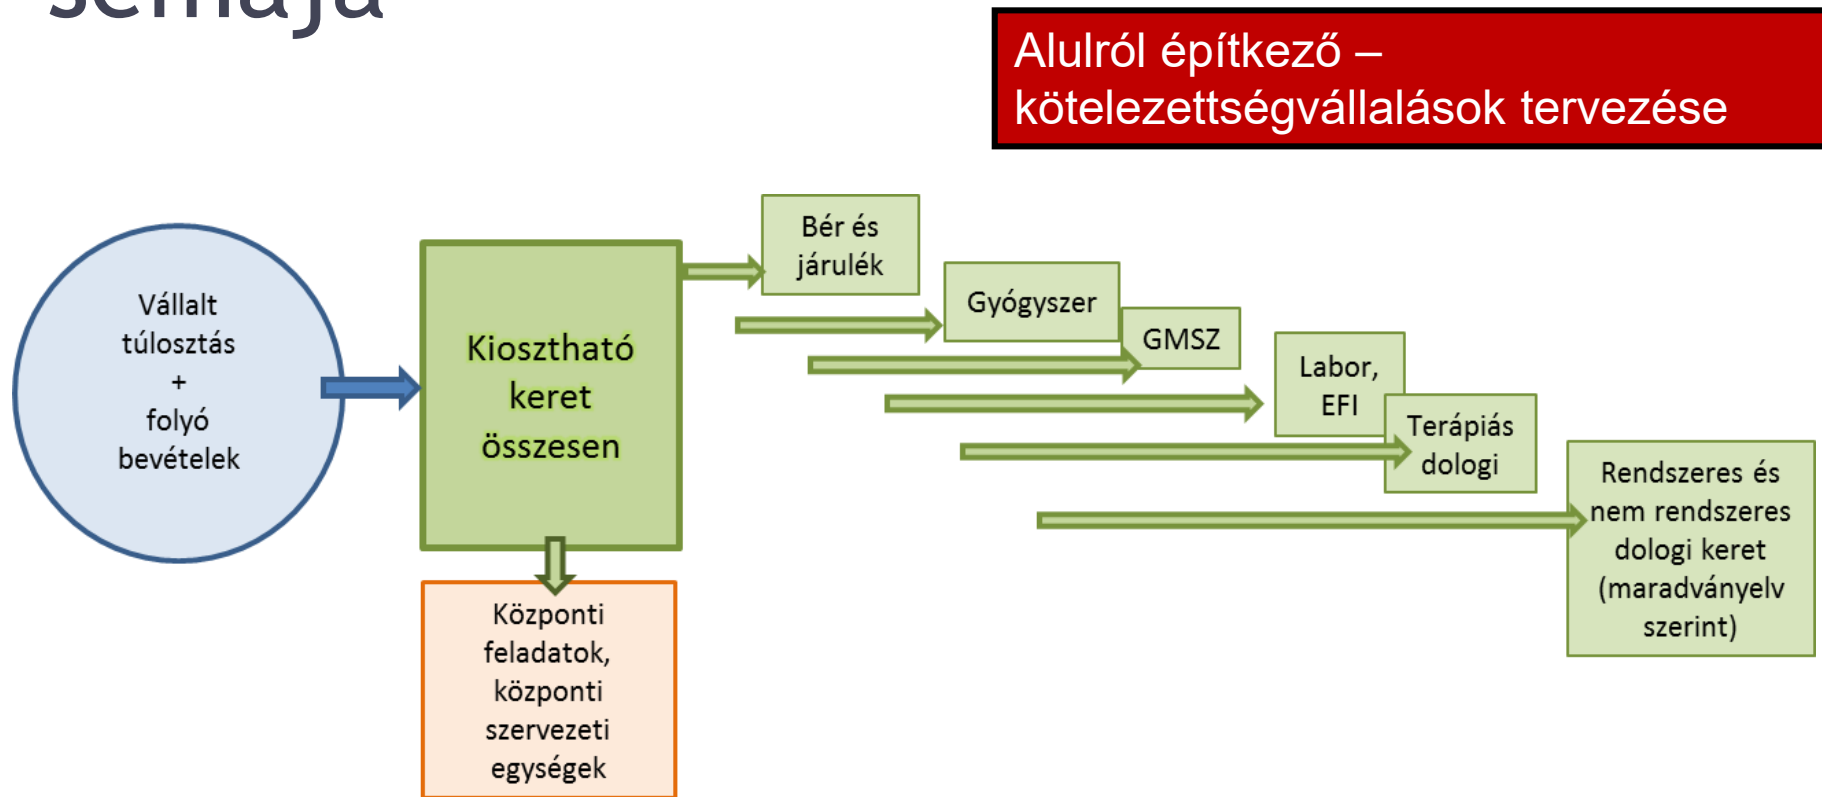 sémája
Alulról építkező –
kötelezettségvállalások tervezése
Vállalt
túlosztás
+
folyó
bevételek
Kiosztható
keret
összesen
Központi
feladatok,
központi
szervezeti
egységek
Bér és
járulék
Gyógyszer
GMSZ
Labor,
EFI
Terápiás
dologi
Rendszeres és
nem rendszeres
dologi keret
(maradványelv
szerint)